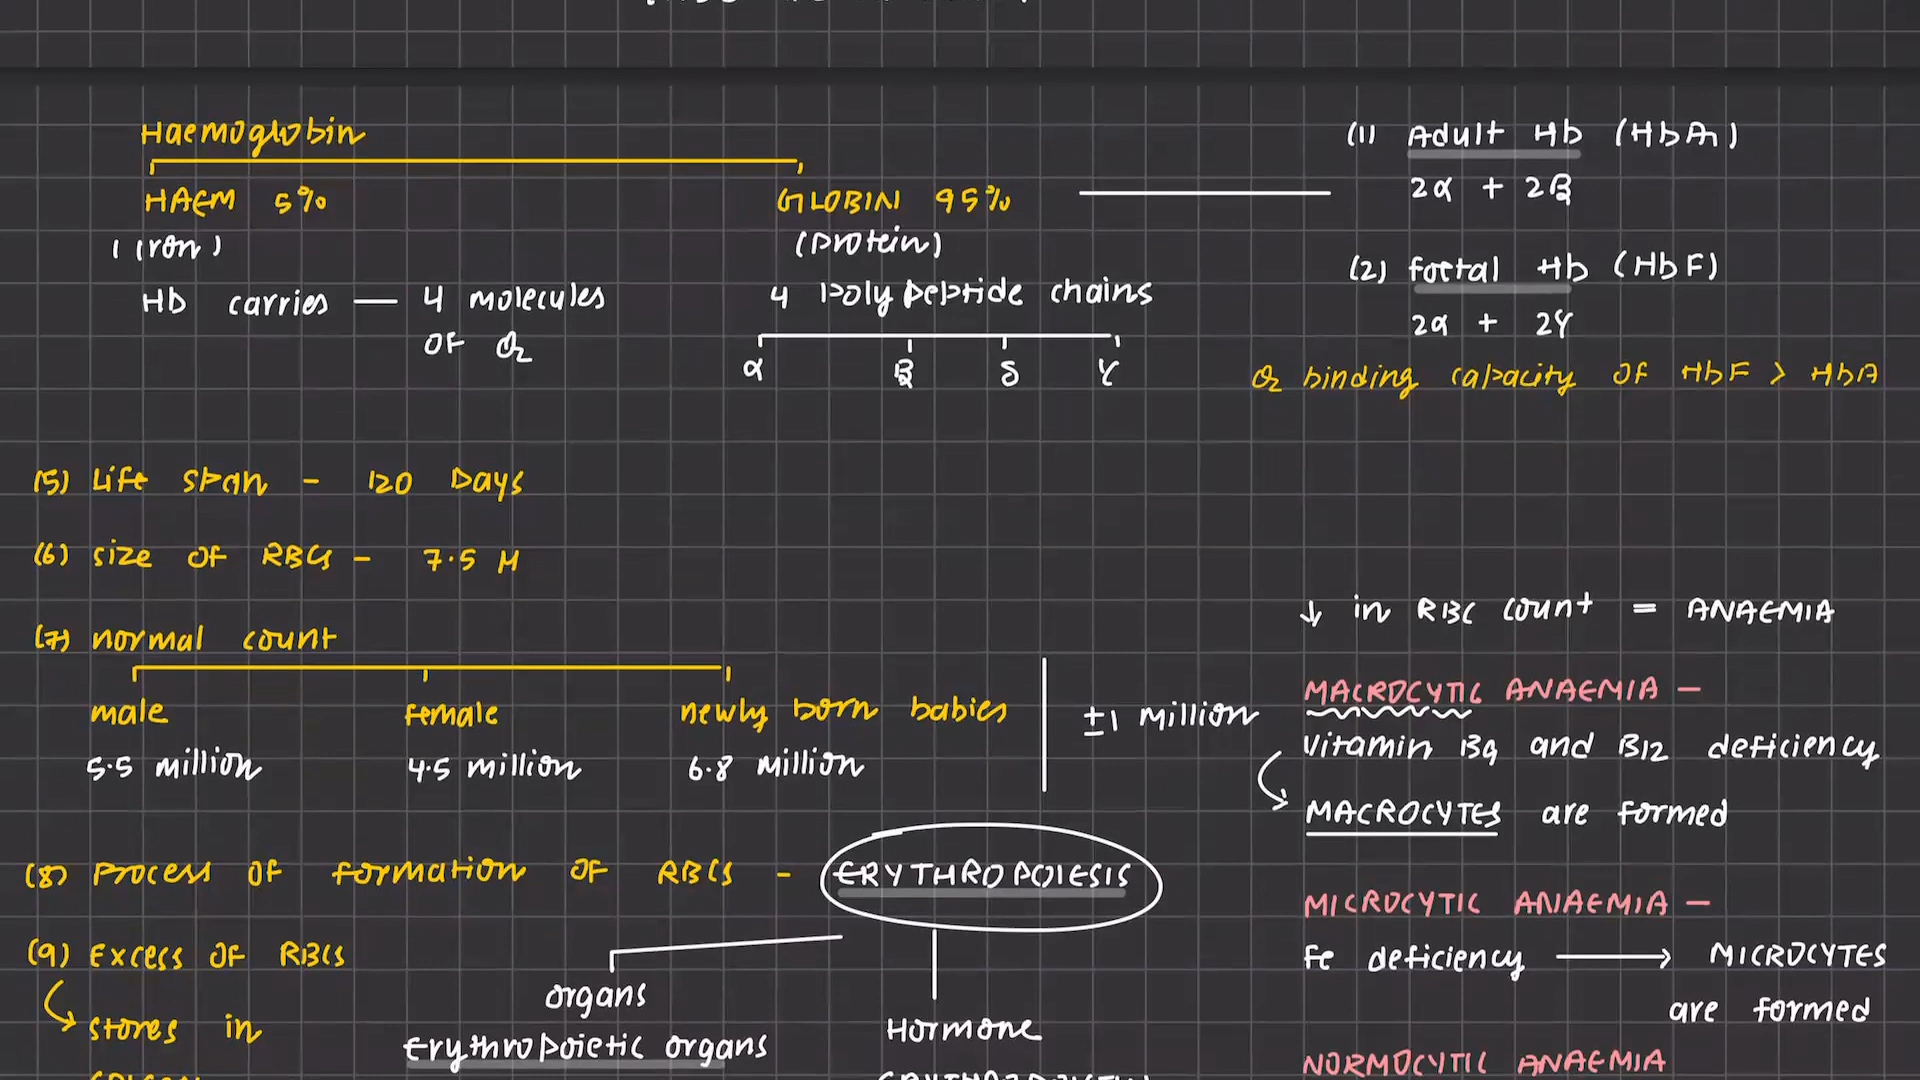 Haemoglobin
HAEM 5%
(Iron)
Hb carries — 4 molecules
OF O2
GLOBIN 95%
(protein)
4 polypeptide chains
α β δ γ
(1) Adult Hb (HbA1)
2α + 2β
(2) foetal Hb (HbF)
2α + 2γ
O2 binding capacity OF HbF > HbA
(5) Life span - 120 Days
(6) size OF RBCs - 7.5 μ
(7) normal count
male female newly born babies
5.5 million 4.5 million 6.8 million
±1 million
↓ in RBC count = ANAEMIA
MACROCYTIC ANAEMIA -
Vitamin B9 and B12 deficiency
MACROCYTES are formed
(8) Process OF formation OF RBCs - ERYTHROPOIESIS
MICROCYTIC ANAEMIA -
Fe deficiency → MICROCYTES
are formed
(9) Excess OF RBCs
stores in
organs
erythropoietic organs
Hormone
NORMOCYTIC ANAEMIA